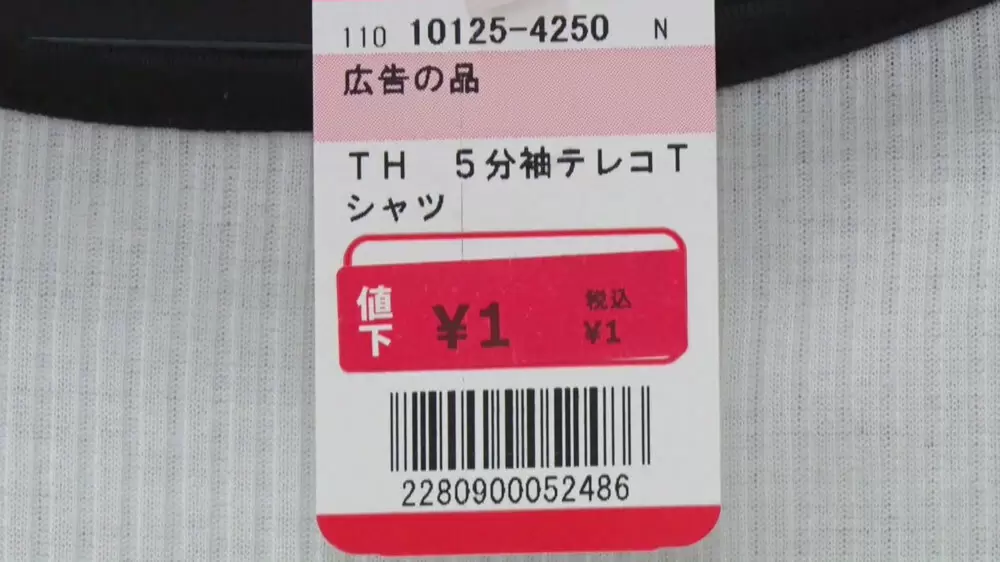 110 10125-4250 N
広告の品
ＴＨ　５分袖テレコＴ
シャツ
値下 ¥1 税込 ¥1
2280900052486